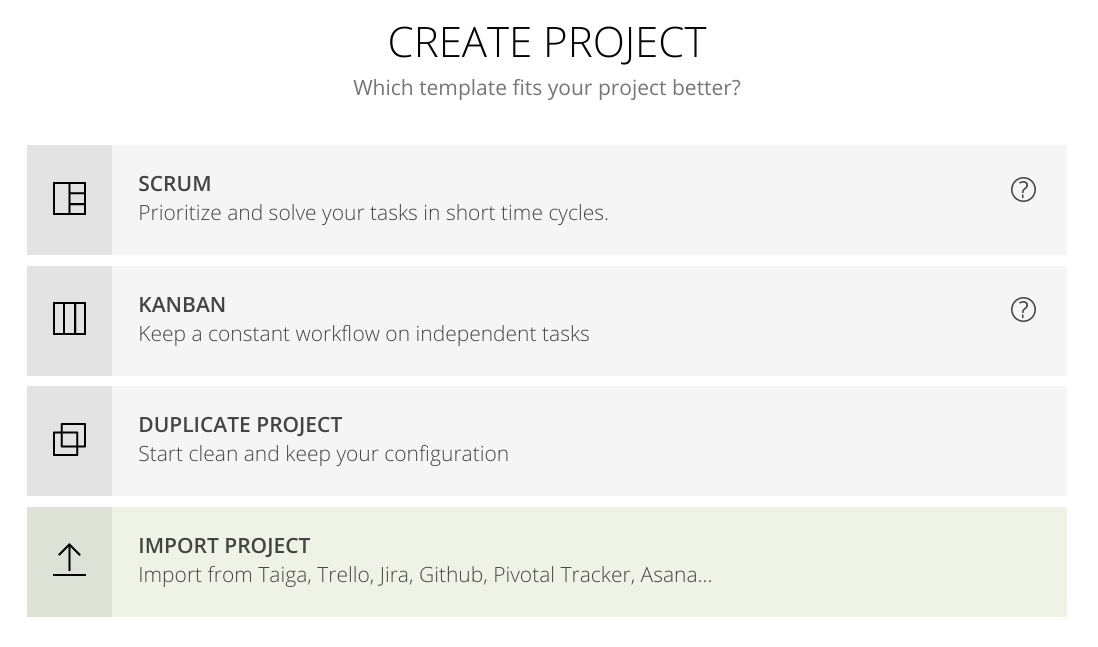 CREATE PROJECT
Which template fits your project better?
SCRUM
Prioritize and solve your tasks in short time cycles.
KANBAN
Keep a constant workflow on independent tasks
DUPLICATE PROJECT
Start clean and keep your configuration
IMPORT PROJECT
Import from Taiga, Trello, Jira, Github, Pivotal Tracker, Asana...